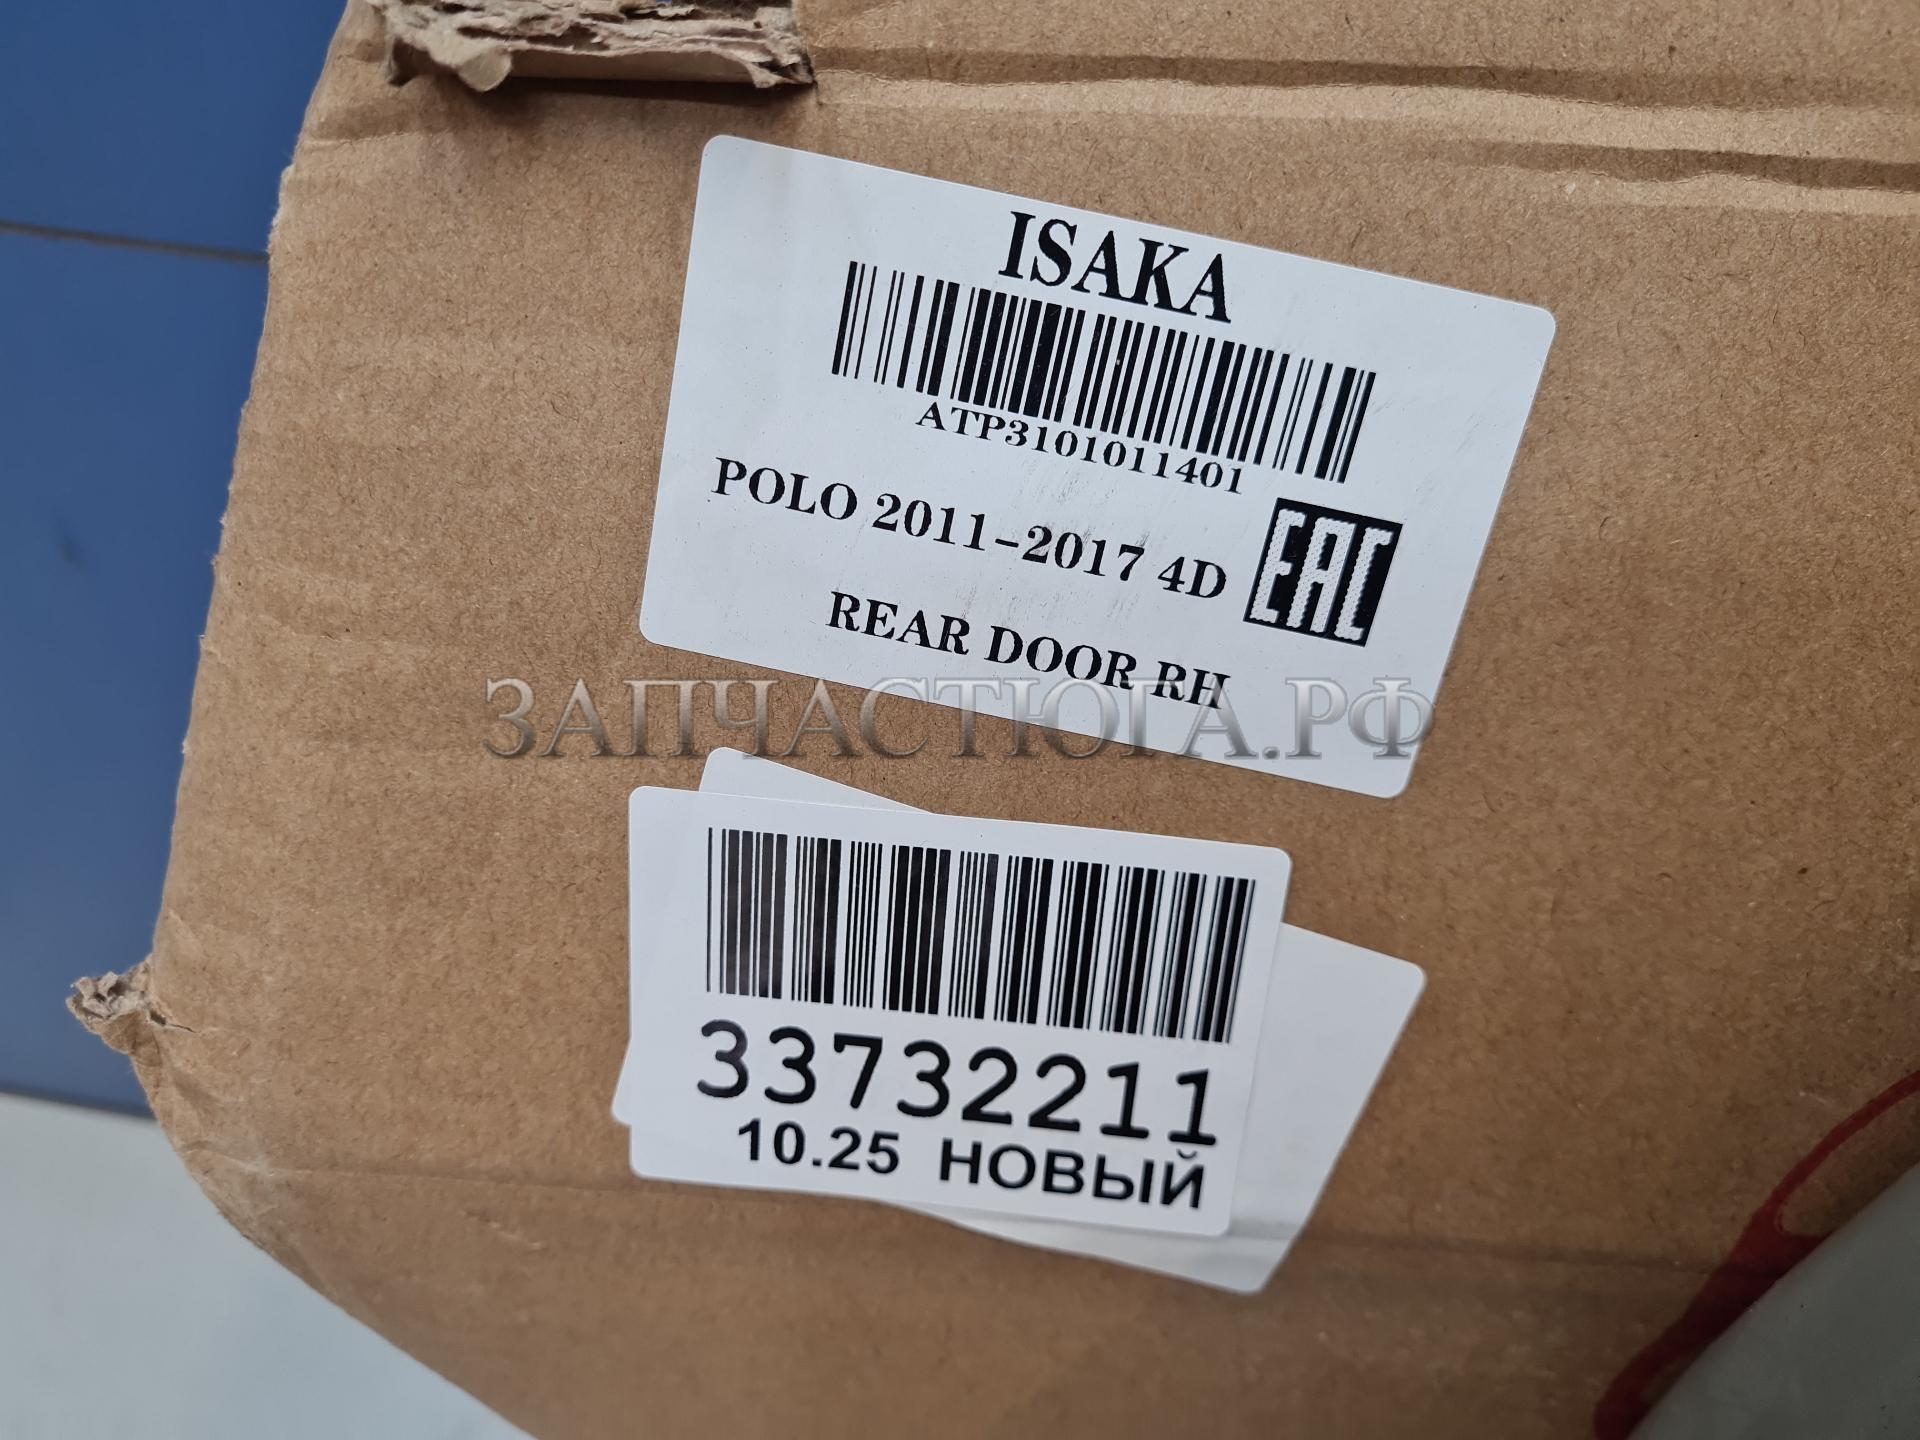 ISAKA
ATP3101011401
POLO 2011-2017 4D
EAC
REAR DOOR RH
ЗАПЧАСТЮГА.РФ
33732211
10.25 НОВЫЙ